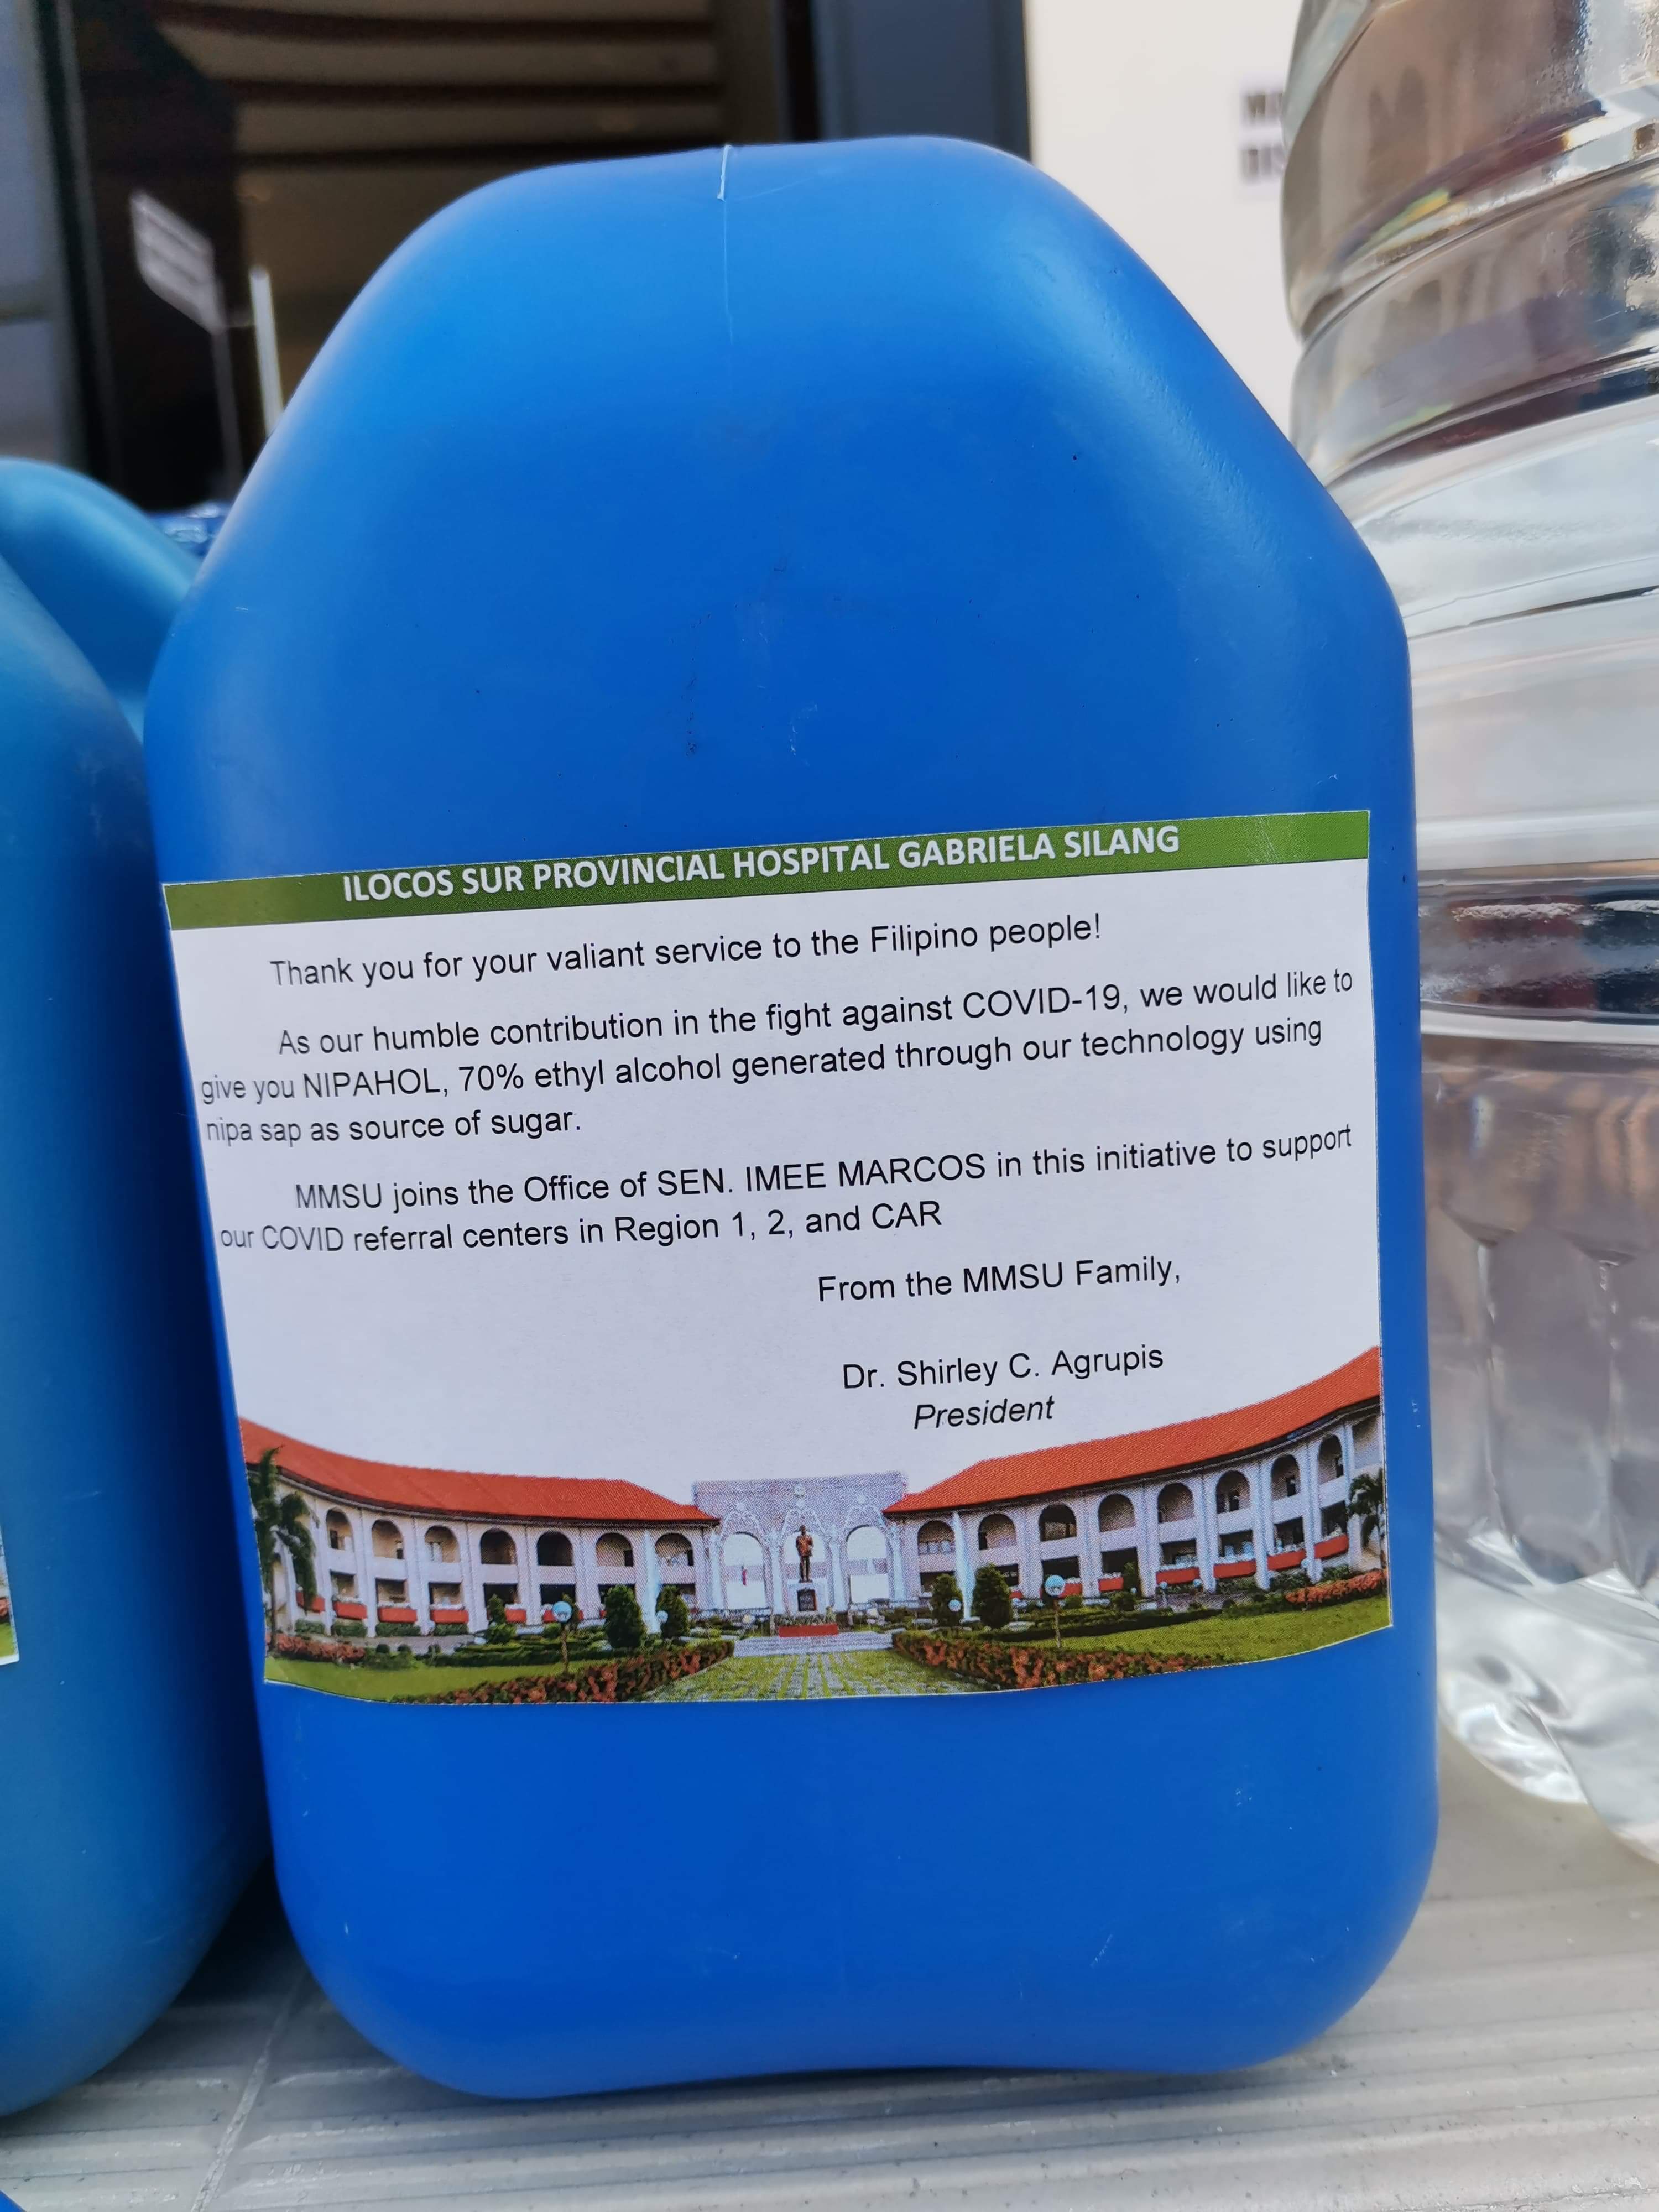 ILOCOS SUR PROVINCIAL HOSPITAL GABRIELA SILANG
Thank you for your valiant service to the Filipino people!
As our humble contribution in the fight against COVID-19, we would like to
give you NIPAHOL, 70% ethyl alcohol generated through our technology using
nipa sap as source of sugar.
MMSU joins the Office of SEN. IMEE MARCOS in this initiative to support
our COVID referral centers in Region 1, 2, and CAR
From the MMSU Family,
Dr. Shirley C. Agrupis
President